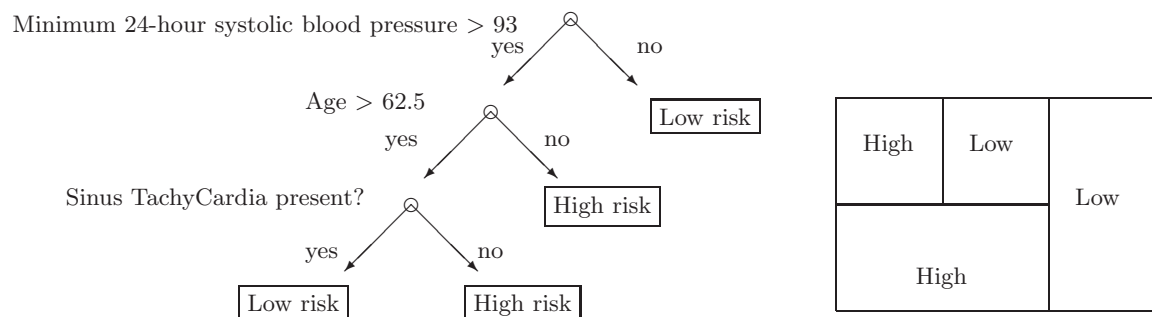 Minimum 24-hour systolic blood pressure > 93
yes
no
Age > 62.5
Low risk
yes
no
Sinus TachyCardia present?
High risk
yes
no
Low risk
High risk
High
Low
Low
High